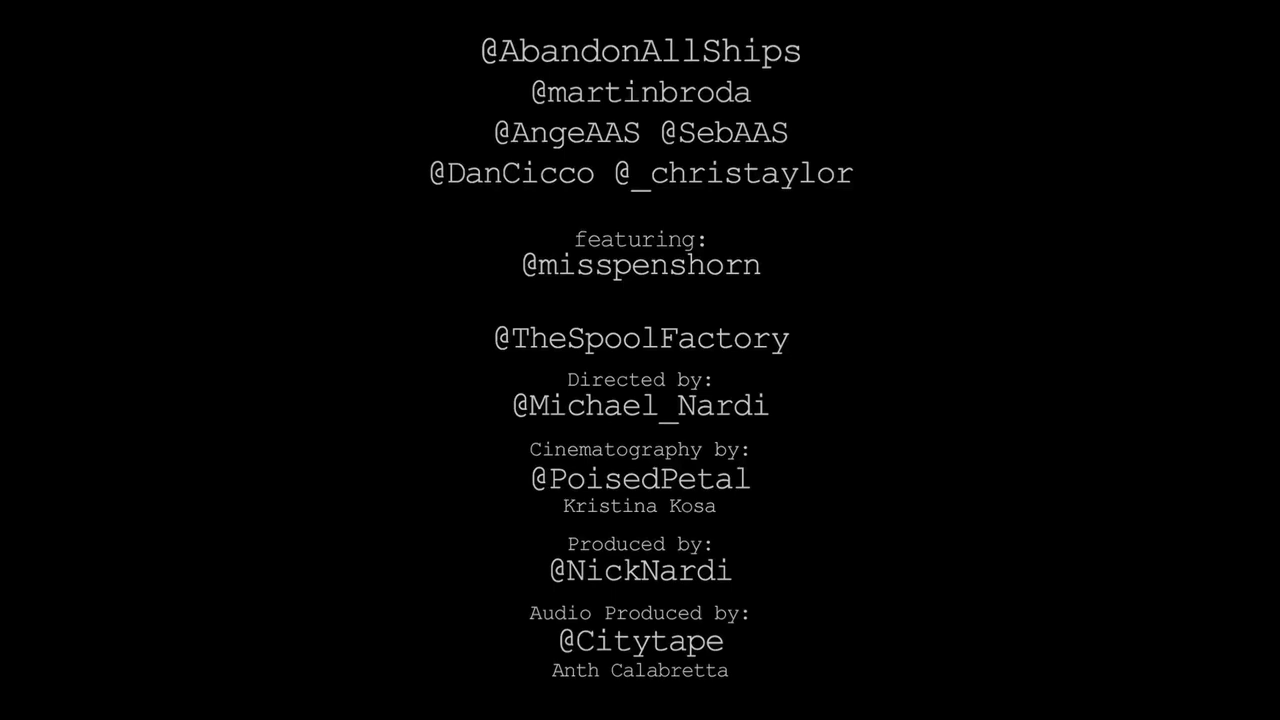 @AbandonAllShips
@martinbroda
@AngeAAS @SebAAS
@DanCicco @_christaylor
featuring:
@misspenshorn
@TheSpoolFactory
Directed by:
@Michael_Nardi
Cinematography by:
@PoisedPetal
Kristina Kosa
Produced by:
@NickNardi
Audio Produced by:
@Citytape
Anth Calabretta